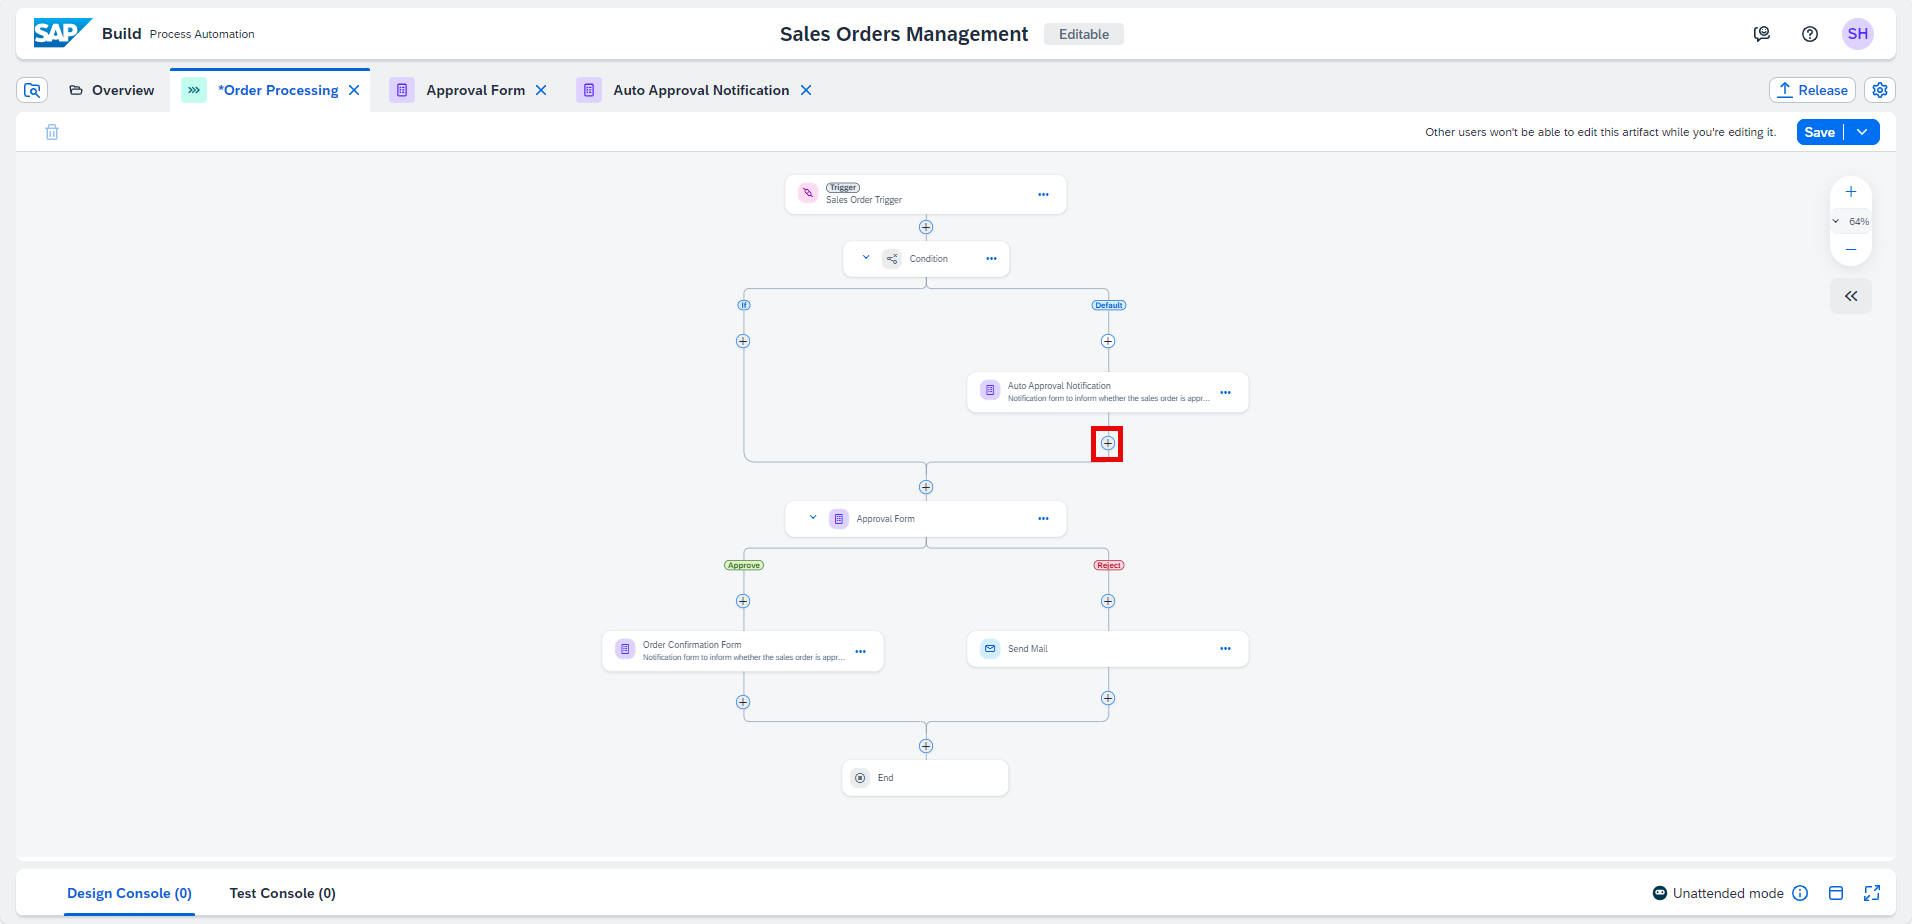 SAP Build Process Automation
Sales Orders Management Editable
SH
Overview
*Order Processing
Approval Form
Auto Approval Notification
Release
Other users won't be able to edit this artifact while you're editing it.
Save
Trigger
Sales Order Trigger
64%
Condition
If
Default
Auto Approval Notification
Notification form to inform whether the sales order is appr...
Approval Form
Approve
Reject
Order Confirmation Form
Notification form to inform whether the sales order is appr...
Send Mail
End
Design Console (0)
Test Console (0)
Unattended mode